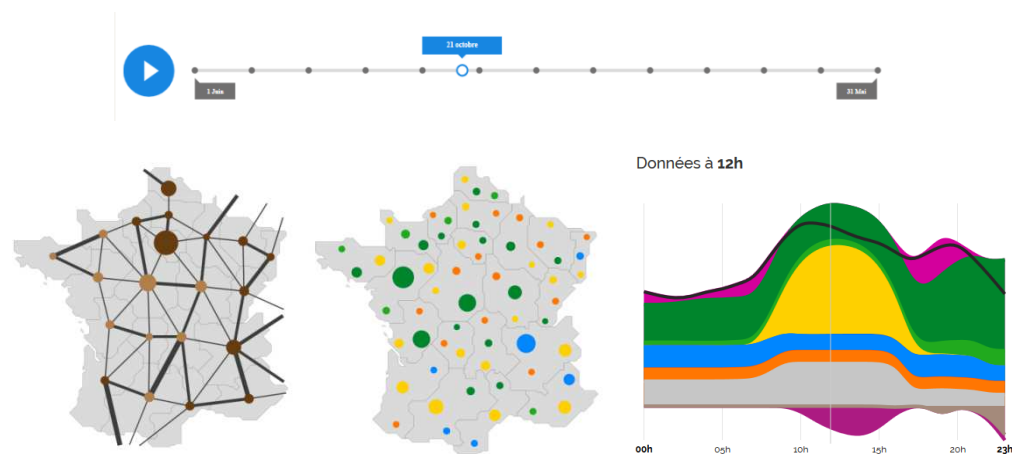 21 octobre
1 Juin
31 Mai
Données à 12h
00h
05h
10h
15h
20h
23h